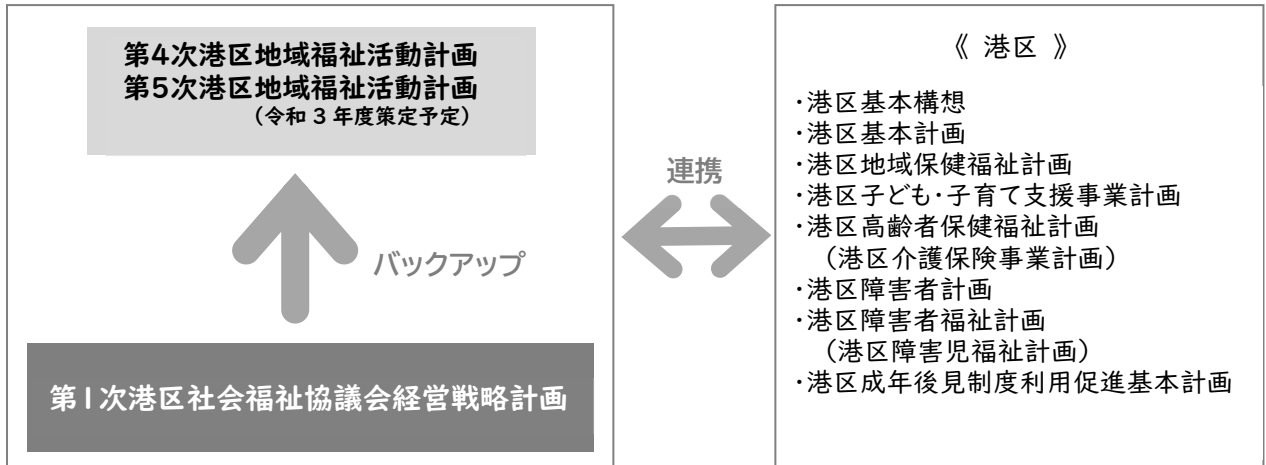 第4次港区地域福祉活動計画
第5次港区地域福祉活動計画
(令和3年度策定予定)
バックアップ
第1次港区社会福祉協議会経営戦略計画
連携
《 港区 》
・港区基本構想
・港区基本計画
・港区地域保健福祉計画
・港区子ども・子育て支援事業計画
・港区高齢者保健福祉計画
(港区介護保険事業計画)
・港区障害者計画
・港区障害者福祉計画
(港区障害児福祉計画)
・港区成年後見制度利用促進基本計画